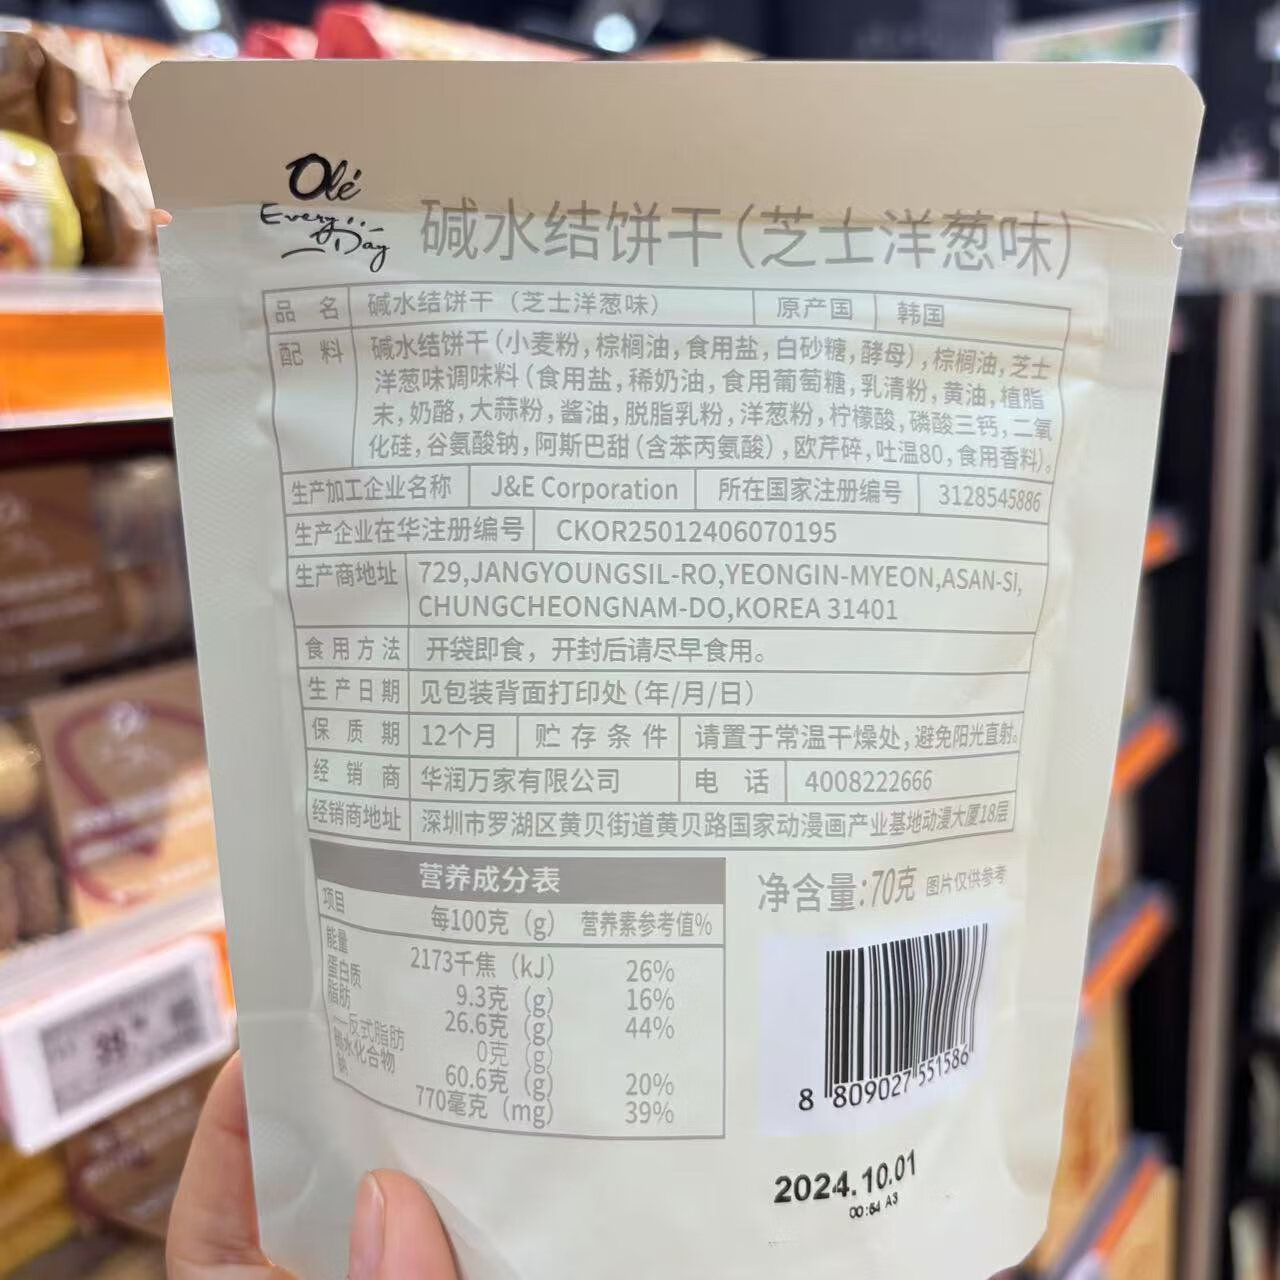 Olé
Every
Day
碱水结饼干(芝士洋葱味)
品 名 碱水结饼干(芝士洋葱味) 原产国 韩国
配 料 碱水结饼干(小麦粉,棕榈油,食用盐,白砂糖,酵母),棕榈油,芝士
洋葱味调味料(食用盐,稀奶油,食用葡萄糖,乳清粉,黄油,植脂
末,奶酪,大蒜粉,酱油,脱脂乳粉,洋葱粉,柠檬酸,磷酸三钙,二氧
化硅,谷氨酸钠,阿斯巴甜(含苯丙氨酸),欧芹碎,吐温80,食用香料)。
生产加工企业名称 J&E Corporation 所在国家注册编号 3128545886
生产企业在华注册编号 CKOR25012406070195
生产商地址 729,JANGYOUNGSIL-RO,YEONGIN-MYEON,ASAN-SI,
CHUNGCHEONGNAM-DO,KOREA 31401
食用方法 开袋即食，开封后请尽早食用。
生产日期 见包装背面打印处(年/月/日)
保 质 期 12个月 贮存条件 请置于常温干燥处,避免阳光直射。
经 销 商 华润万家有限公司 电 话 4008222666
经销商地址 深圳市罗湖区黄贝街道黄贝路国家动漫画产业基地动漫大厦18层
营养成分表
项目 每100克 (g) 营养素参考值%
能量 2173千焦 (kJ) 26%
蛋白质 9.3克 (g) 16%
脂肪 26.6克 (g) 44%
—反式脂肪 0克 (g)
碳水化合物 60.6克 (g) 20%
钠 770毫克 (mg) 39%
净含量:70克 图片仅供参考
8 809027 551586
2024.10.01
00:54 A3